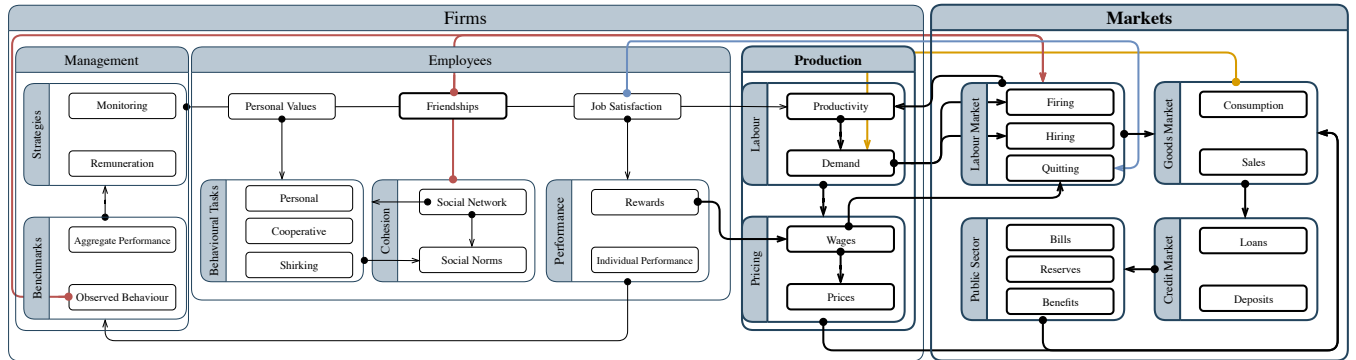 Firms
Markets
Management
Employees
Production
Strategies
Monitoring
Remuneration
Benchmarks
Aggregate Performance
Observed Behaviour
Personal Values
Friendships
Job Satisfaction
Behavioural Tasks
Personal
Cooperative
Shirking
Cohesion
Social Network
Social Norms
Performance
Rewards
Individual Performance
Labour
Productivity
Demand
Pricing
Wages
Prices
Labour Market
Firing
Hiring
Quitting
Goods Market
Consumption
Sales
Public Sector
Bills
Reserves
Benefits
Credit Market
Loans
Deposits